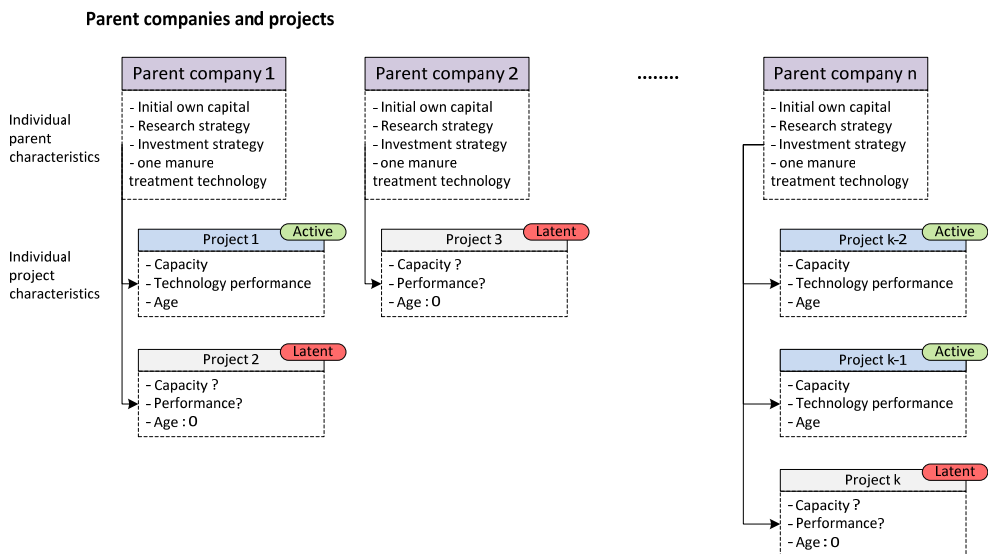 Parent companies and projects
Parent company 1
Parent company 2
........
Parent company n
Individual
parent
characteristics
- Initial own capital
- Research strategy
- Investment strategy
- one manure
treatment technology
- Initial own capital
- Research strategy
- Investment strategy
- one manure
treatment technology
- Initial own capital
- Research strategy
- Investment strategy
- one manure
treatment technology
Individual
project
characteristics
Project 1
Active
- Capacity
- Technology performance
- Age
Project 3
Latent
- Capacity ?
- Performance?
- Age : 0
Project k-2
Active
- Capacity
- Technology performance
- Age
Project 2
Latent
- Capacity ?
- Performance?
- Age : 0
Project k-1
Active
- Capacity
- Technology performance
- Age
Project k
Latent
- Capacity ?
- Performance?
- Age : 0